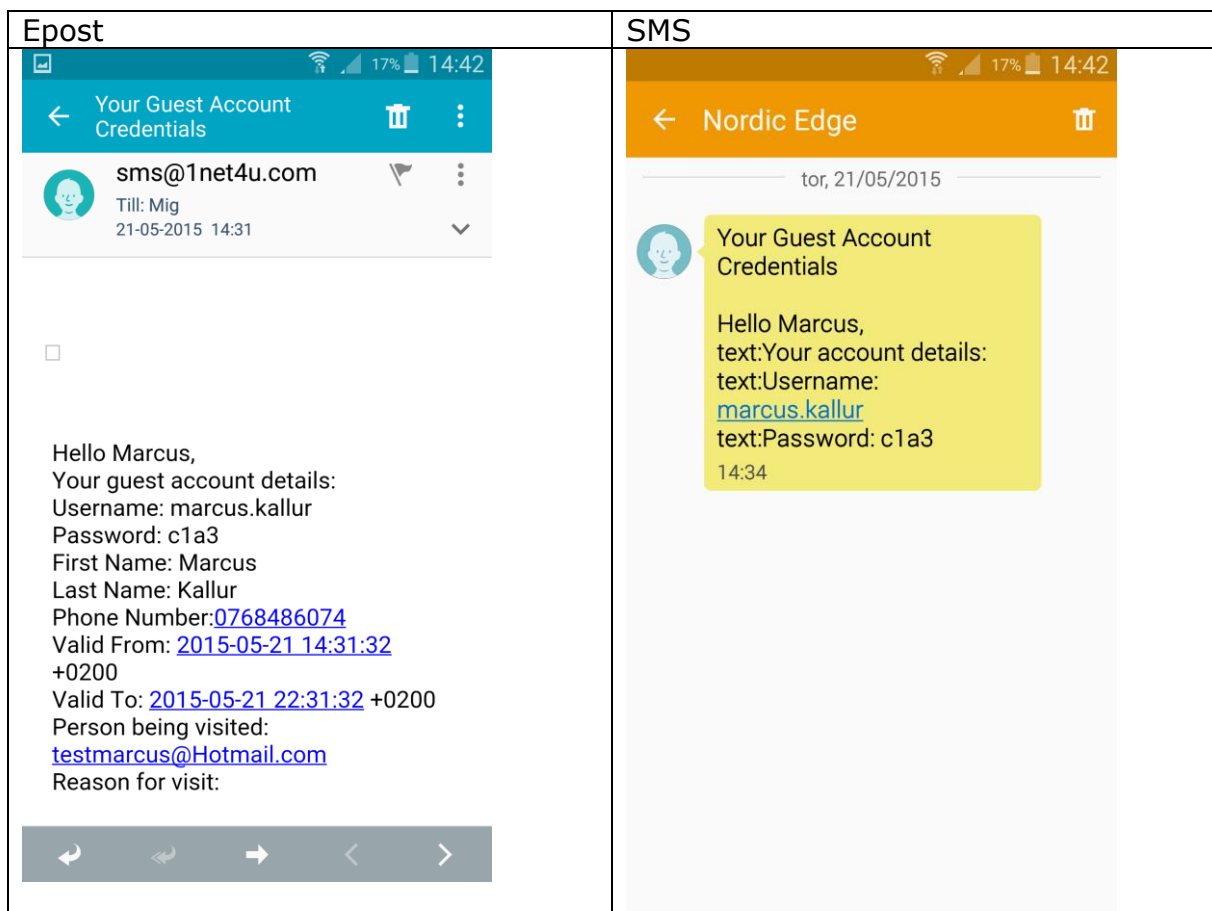 Epost
17% 14:42
Your Guest Account
Credentials
sms@1net4u.com
Till: Mig
21-05-2015 14:31
Hello Marcus,
Your guest account details:
Username: marcus.kallur
Password: c1a3
First Name: Marcus
Last Name: Kallur
Phone Number:0768486074
Valid From: 2015-05-21 14:31:32
+0200
Valid To: 2015-05-21 22:31:32 +0200
Person being visited:
testmarcus@Hotmail.com
Reason for visit:
SMS
17% 14:42
Nordic Edge
tor, 21/05/2015
Your Guest Account
Credentials
Hello Marcus,
text:Your account details:
text:Username:
marcus.kallur
text:Password: c1a3
14:34